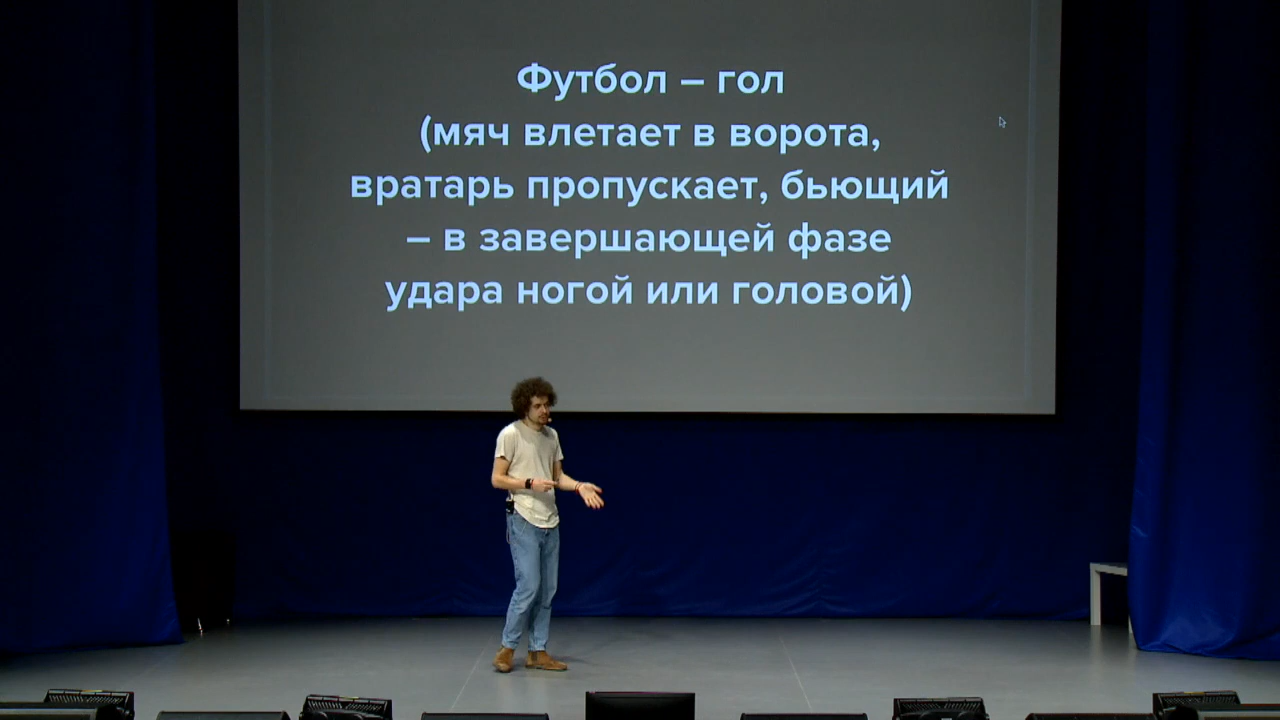 Футбол – гол
(мяч влетает в ворота,
вратарь пропускает, бьющий
– в завершающей фазе
удара ногой или головой)